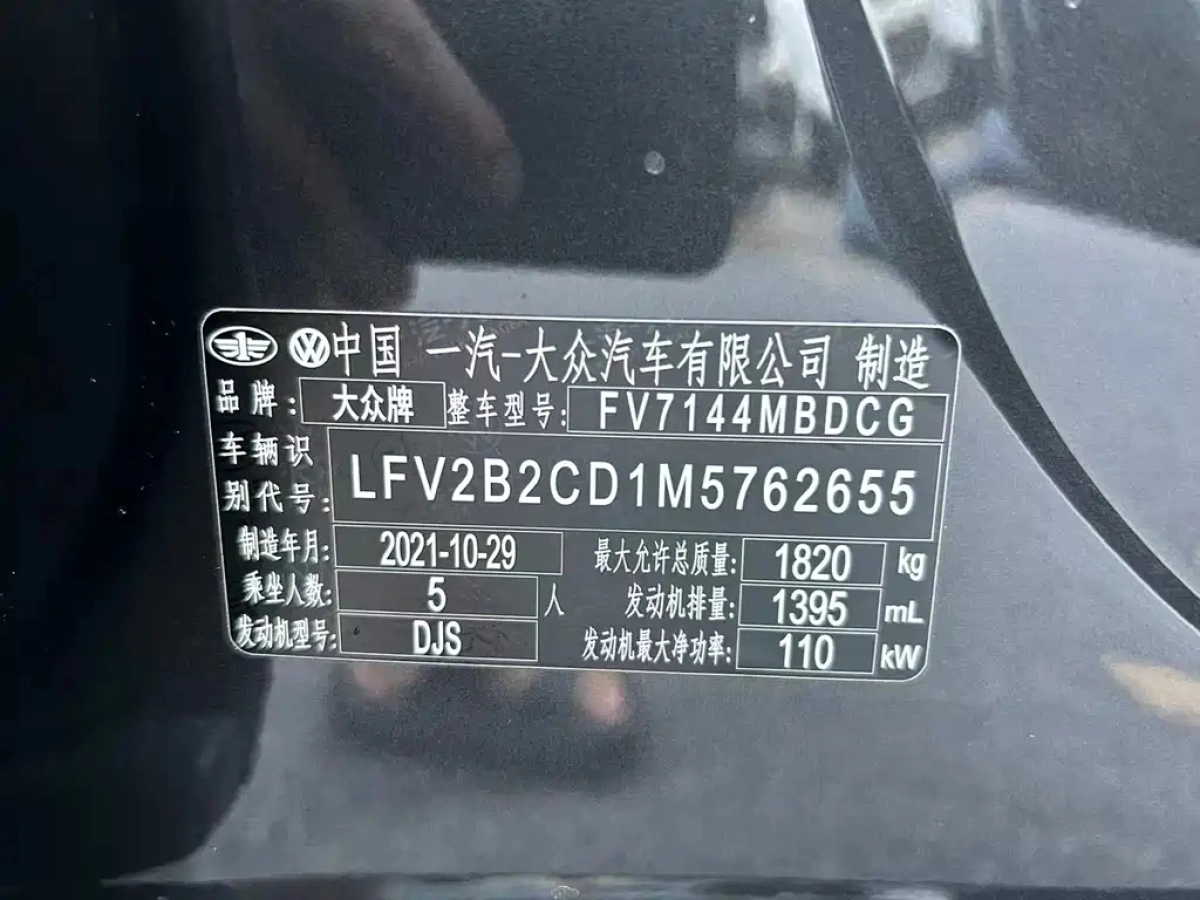 中国 一汽-大众汽车有限公司 制造
品牌: 大众牌 整车型号: FV7144MBDCG
车辆识别代号: LFV2B2CD1M5762655
制造年月: 2021-10-29 最大允许总质量: 1820 kg
乘坐人数: 5 人 发动机排量: 1395 mL
发动机型号: DJS 发动机最大净功率: 110 kW